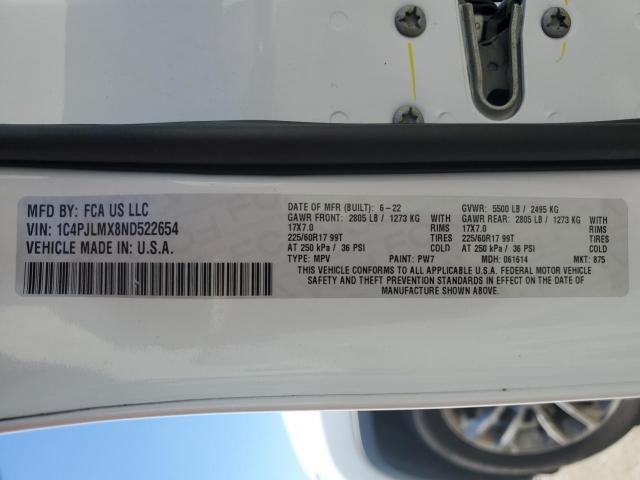 MFD BY: FCA US LLC
VIN: 1C4PJLMX8ND522654
VEHICLE MADE IN: U.S.A.
DATE OF MFR (BUILT): 6-22 GVWR: 5500 LB / 2495 KG
GAWR FRONT: 2805 LB / 1273 KG GAWR REAR: 2805 LB / 1273 KG
17X7.0 RIMS 17X7.0 RIMS
225/60R17 99T TIRES 225/60R17 99T TIRES
AT 250 kPa / 36 PSI COLD AT 250 kPa / 36 PSI COLD
TYPE: MPV PAINT: PW7 MDH: 061614 MKT: 875
THIS VEHICLE CONFORMS TO ALL APPLICABLE U.S.A. FEDERAL MOTOR VEHICLE
SAFETY AND THEFT PREVENTION STANDARDS IN EFFECT ON THE DATE OF
MANUFACTURE SHOWN ABOVE.